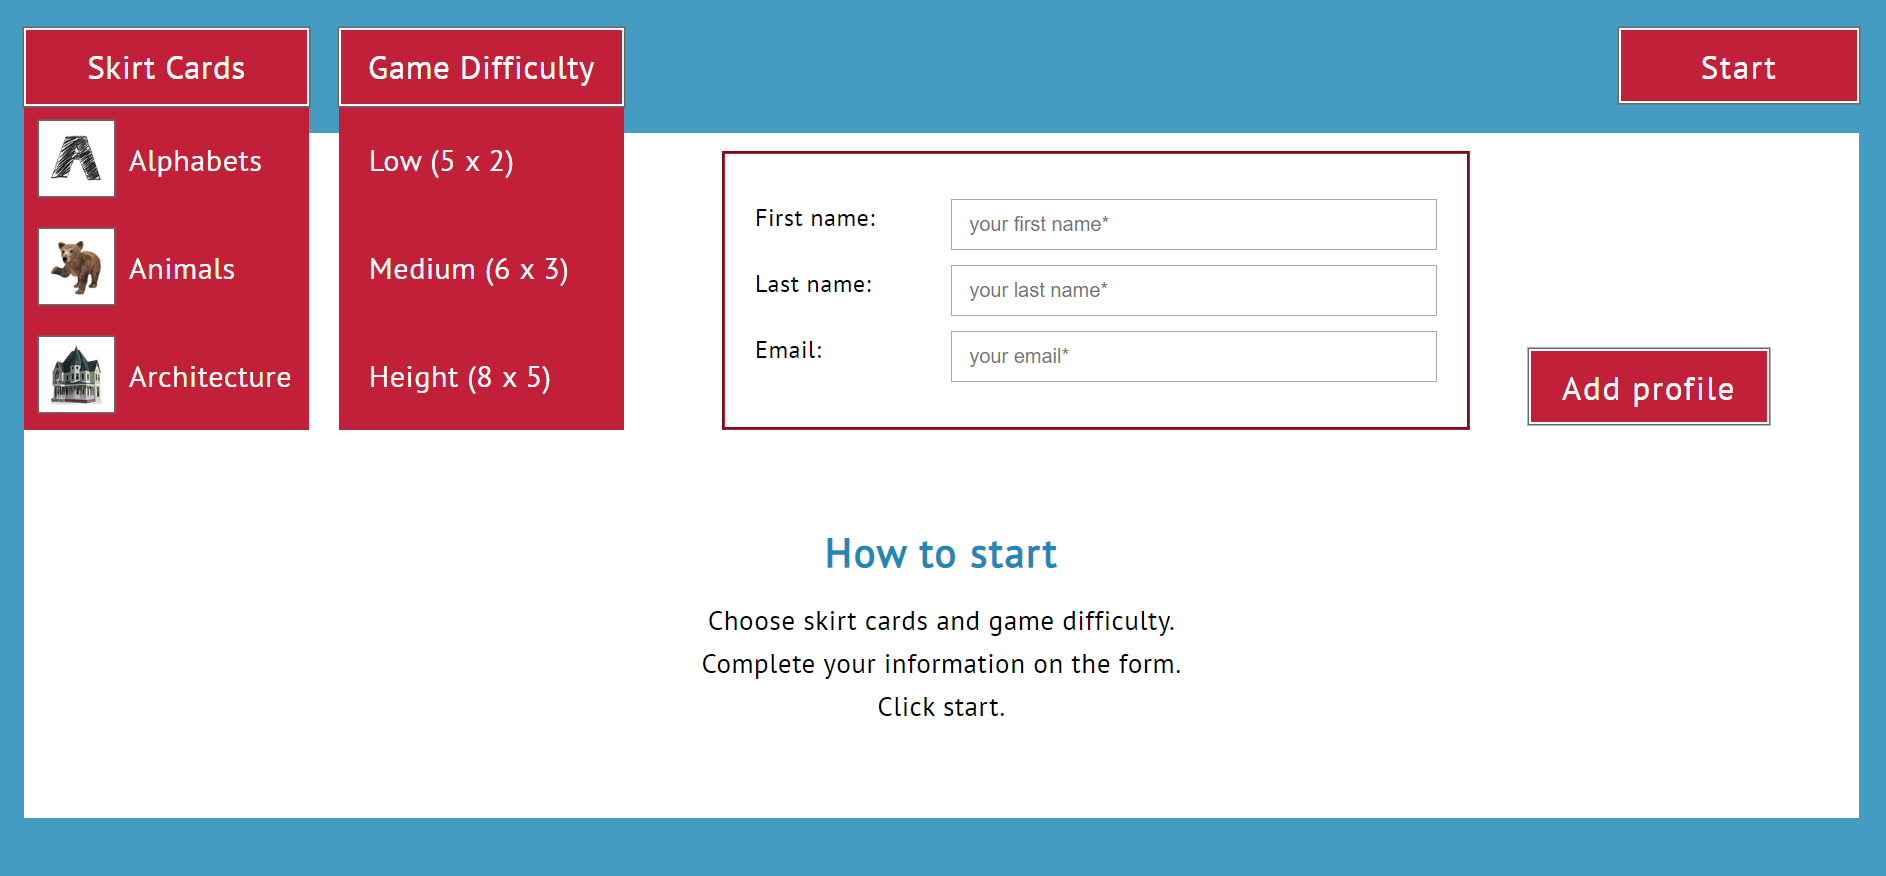 Skirt Cards
Game Difficulty
Start
A
Alphabets
Animals
Architecture
Low (5 x 2)
Medium (6 x 3)
Height (8 x 5)
First name:
your first name*
Last name:
your last name*
Email:
your email*
Add profile
How to start
Choose skirt cards and game difficulty.
Complete your information on the form.
Click start.